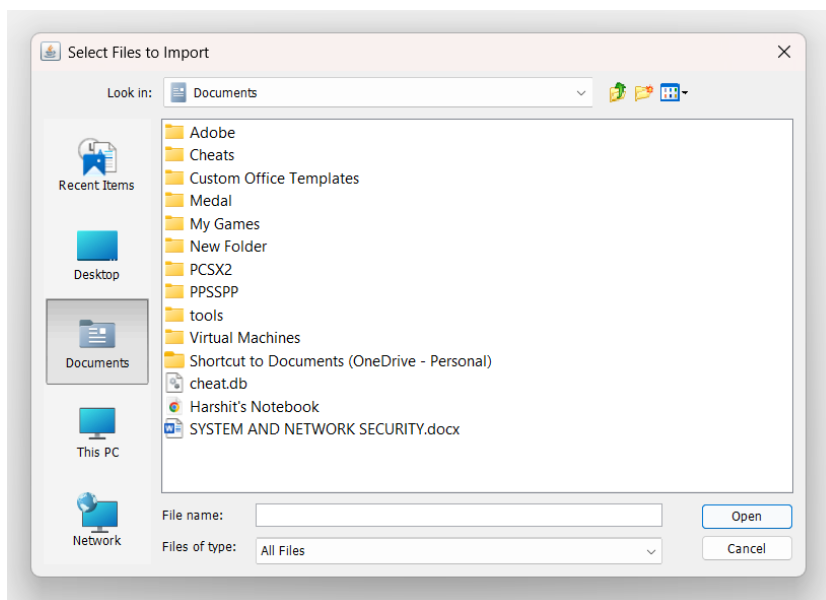 Select Files to Import
Look in: Documents
Recent Items
Desktop
Documents
This PC
Network
Adobe
Cheats
Custom Office Templates
Medal
My Games
New Folder
PCSX2
PPSSPP
tools
Virtual Machines
Shortcut to Documents (OneDrive - Personal)
cheat.db
Harshit's Notebook
SYSTEM AND NETWORK SECURITY.docx
File name:
Open
Files of type: All Files
Cancel